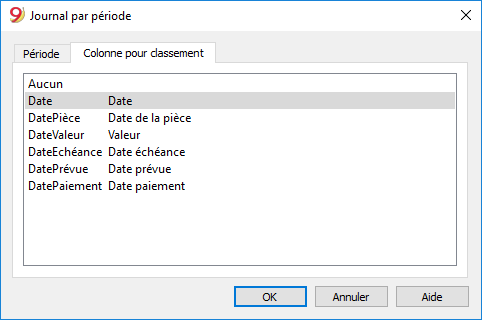 9 Journal par période
Période Colonne pour classement
Aucun
Date Date
DatePièce Date de la pièce
DateValeur Valeur
DateEchéance Date échéance
DatePrévue Date prévue
DatePaiement Date paiement
OK Annuler Aide